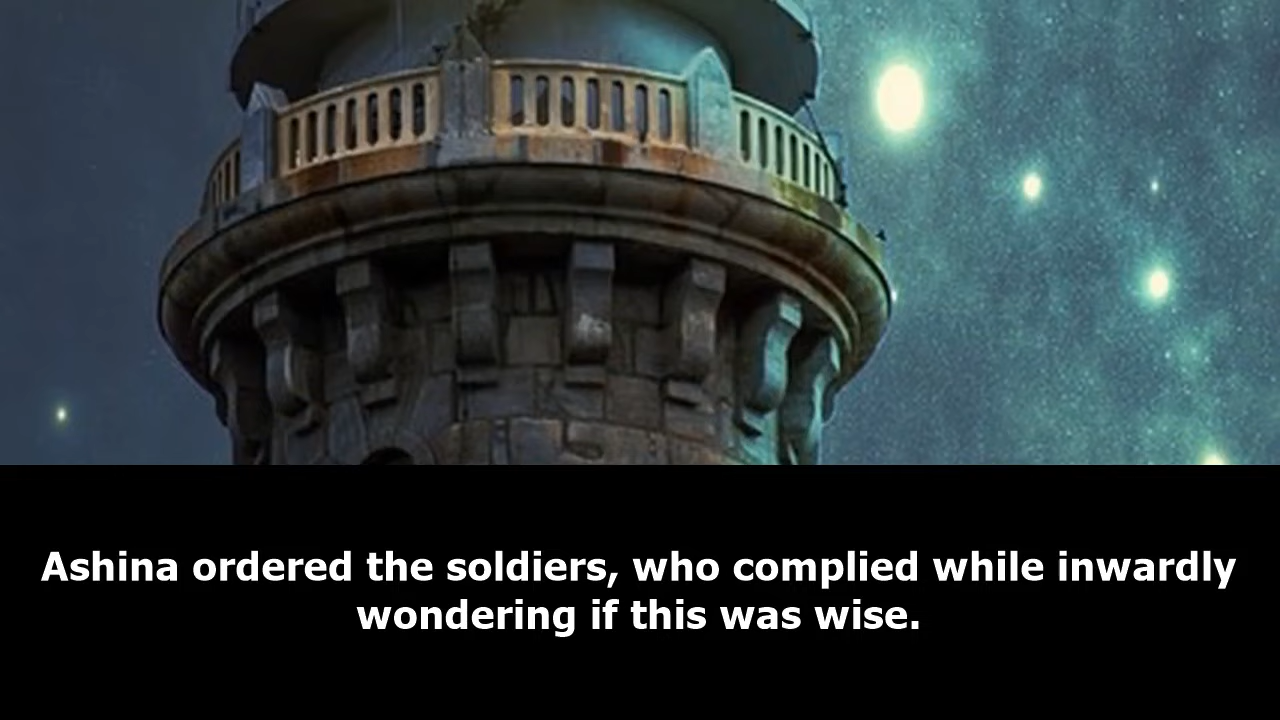 Ashina ordered the soldiers, who complied while inwardly
wondering if this was wise.